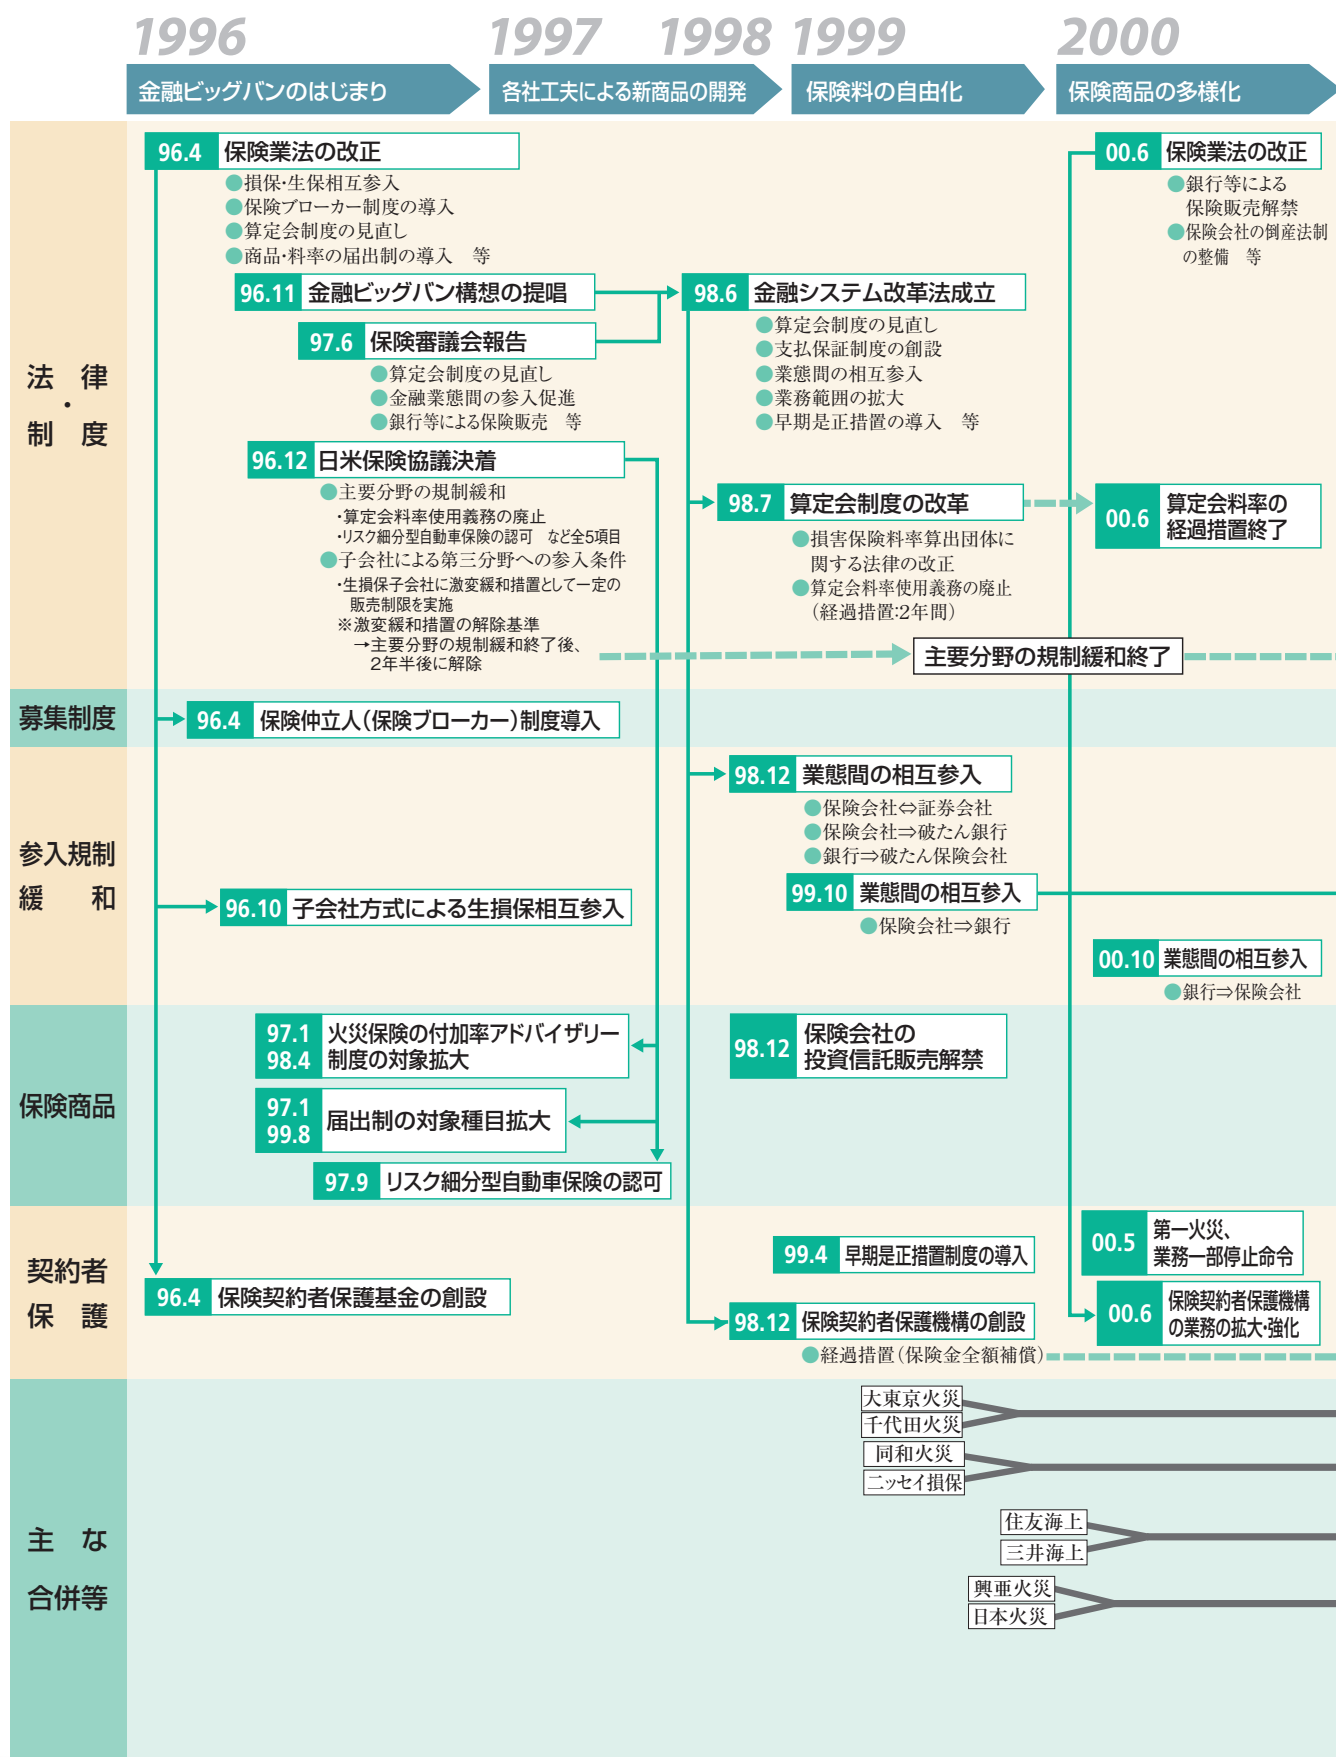 1996
1997
1998
1999
2000
金融ビッグバンのはじまり
各社工夫による新商品の開発
保険料の自由化
保険商品の多様化
法律・制度
96.4 保険業法の改正
●損保・生保相互参入
●保険ブローカー制度の導入
●算定会制度の見直し
●商品・料率の届出制の導入　等
96.11 金融ビッグバン構想の提唱
97.6 保険審議会報告
●算定会制度の見直し
●金融業態間の参入促進
●銀行等による保険販売　等
96.12 日米保険協議決着
●主要分野の規制緩和
・算定会料率使用義務の廃止
・リスク細分型自動車保険の認可　など全5項目
●子会社による第三分野への参入条件
・生損保子会社に激変緩和措置として一定の
販売制限を実施
※激変緩和措置の解除基準
→主要分野の規制緩和終了後、
2年半後に解除
98.6 金融システム改革法成立
●算定会制度の見直し
●支払保証制度の創設
●業態間の相互参入
●業務範囲の拡大
●早期是正措置の導入　等
98.7 算定会制度の改革
●損害保険料率算出団体に
関する法律の改正
●算定会料率使用義務の廃止
（経過措置:2年間）
主要分野の規制緩和終了
00.6 保険業法の改正
●銀行等による
保険販売解禁
●保険会社の倒産法制
の整備　等
00.6 算定会料率の
経過措置終了
募集制度
96.4 保険仲立人（保険ブローカー）制度導入
参入規制
緩和
96.10 子会社方式による生損保相互参入
98.12 業態間の相互参入
●保険会社⇔証券会社
●保険会社⇒破たん銀行
●銀行⇒破たん保険会社
99.10 業態間の相互参入
●保険会社⇒銀行
00.10 業態間の相互参入
●銀行⇒保険会社
保険商品
97.1 火災保険の付加率アドバイザリー
98.4 制度の対象拡大
97.1
99.8 届出制の対象種目拡大
97.9 リスク細分型自動車保険の認可
98.12 保険会社の
投資信託販売解禁
契約者
保護
96.4 保険契約者保護基金の創設
99.4 早期是正措置制度の導入
98.12 保険契約者保護機構の創設
●経過措置（保険金全額補償）
00.5 第一火災、
業務一部停止命令
00.6 保険契約者保護機構
の業務の拡大・強化
主な
合併等
大東京火災
千代田火災
同和火災
ニッセイ損保
住友海上
三井海上
興亜火災
日本火災